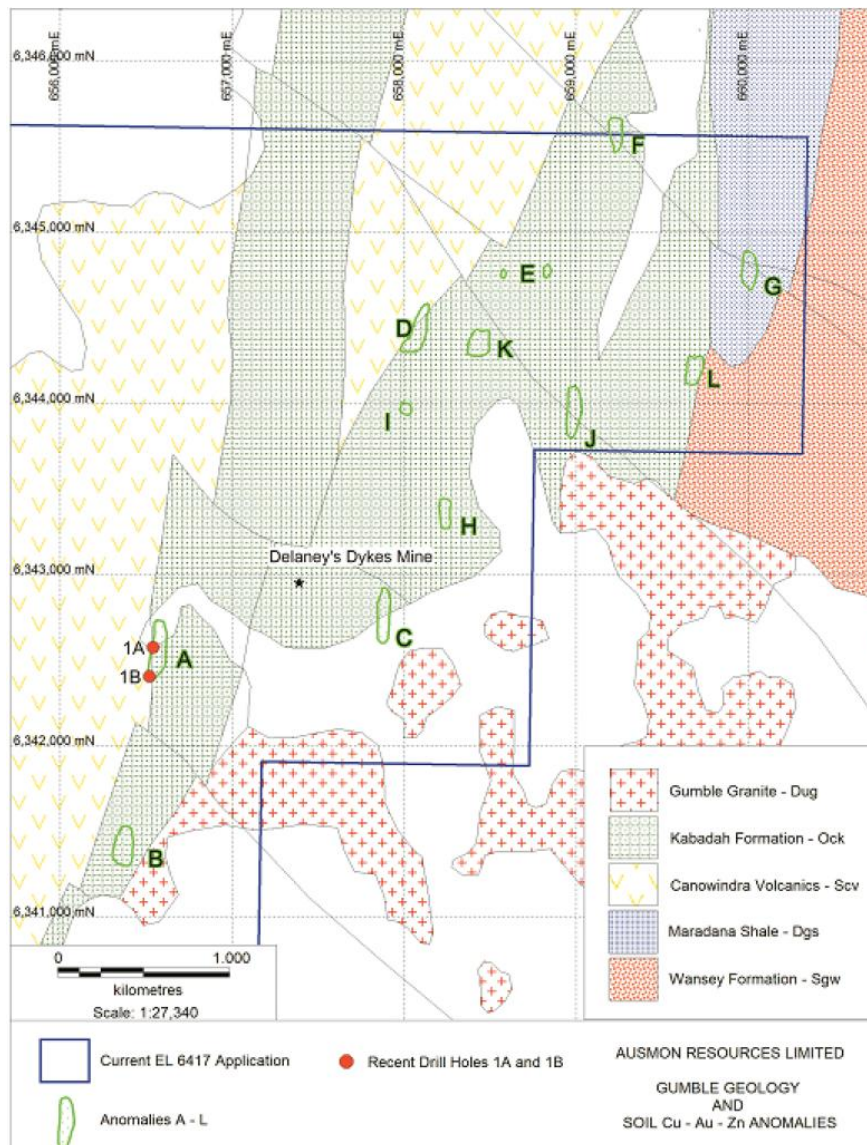 6,346,000 mN
656,000 mE
657,000 mE
658,000 mE
659,000 mE
660,000 mE
F
6,345,000 mN
E
G
D
K
L
6,344,000 mN
I
J
H
Delaney's Dykes Mine
6,343,000 mN
C
1A
A
1B
6,342,000 mN
B
6,341,000 mN
Gumble Granite - Dug
Kabadah Formation - Ock
Canowindra Volcanics - Scv
Maradana Shale - Dgs
Wansey Formation - Sgw
0 1.000
kilometres
Scale: 1:27,340
Current EL 6417 Application
Recent Drill Holes 1A and 1B
Anomalies A - L
AUSMON RESOURCES LIMITED
GUMBLE GEOLOGY
AND
SOIL Cu - Au - Zn ANOMALIES